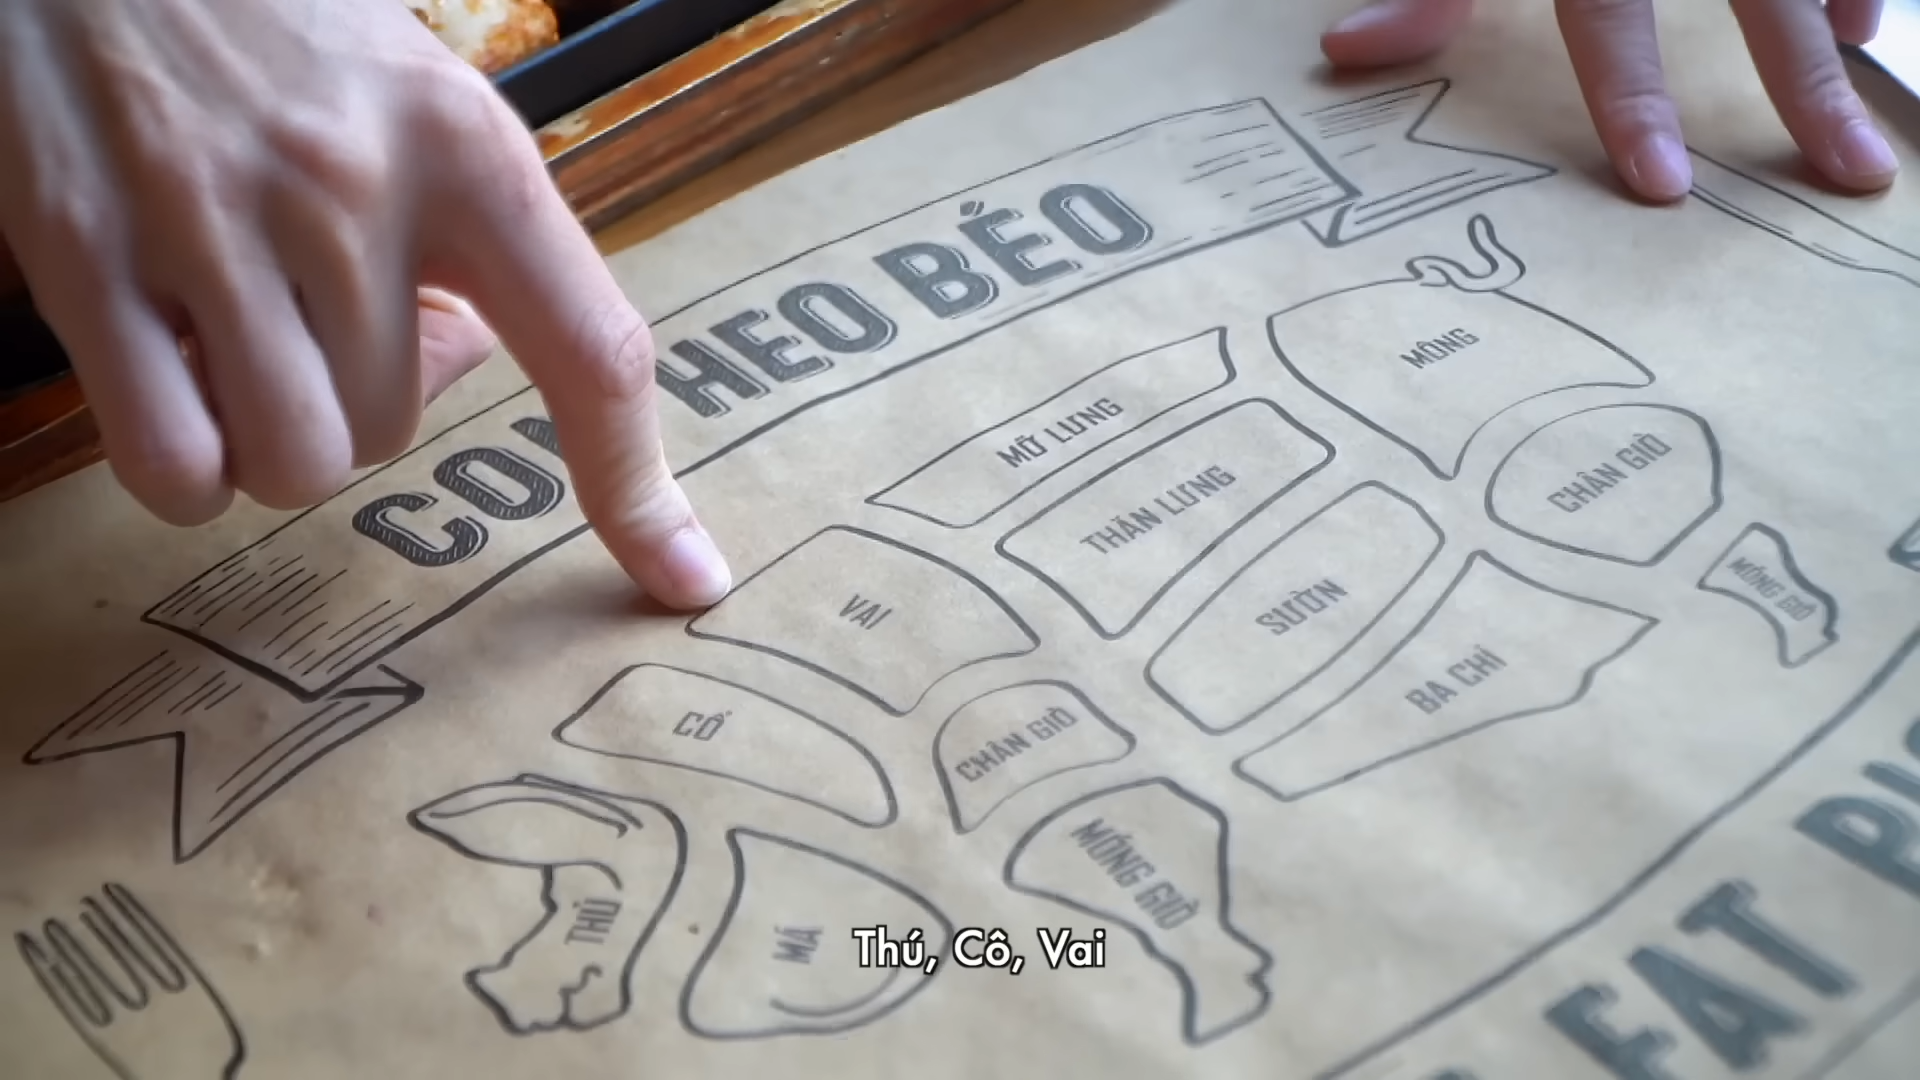 CON HEO BÉO
MÔNG
MỠ LƯNG
CHÂN GIÒ
THĂN LƯNG
MÓNG GIÒ
VAI
SƯỜN
BA CHỈ
CỔ
CHÂN GIÒ
MÓNG GIÒ
THỦ
MÁ
EAT
Thú, Cô, Vai